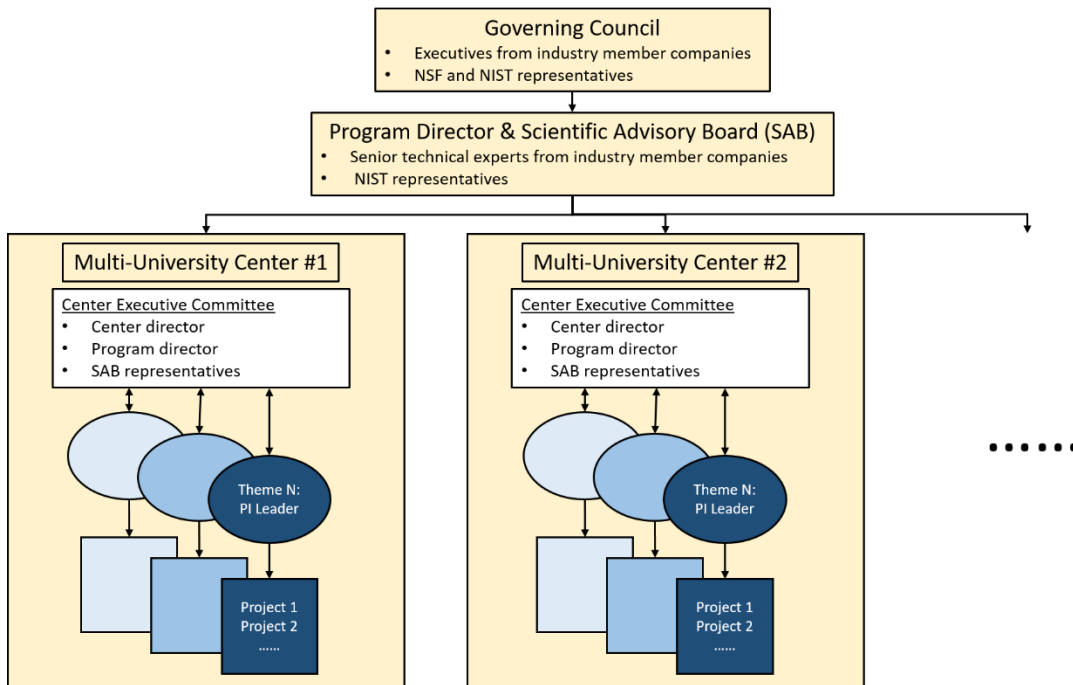 Governing Council
• Executives from industry member companies
• NSF and NIST representatives
Program Director & Scientific Advisory Board (SAB)
• Senior technical experts from industry member companies
• NIST representatives
Multi-University Center #1
Center Executive Committee
• Center director
• Program director
• SAB representatives
Theme N:
PI Leader
Project 1
Project 2
......
Multi-University Center #2
Center Executive Committee
• Center director
• Program director
• SAB representatives
Theme N:
PI Leader
Project 1
Project 2
......
......